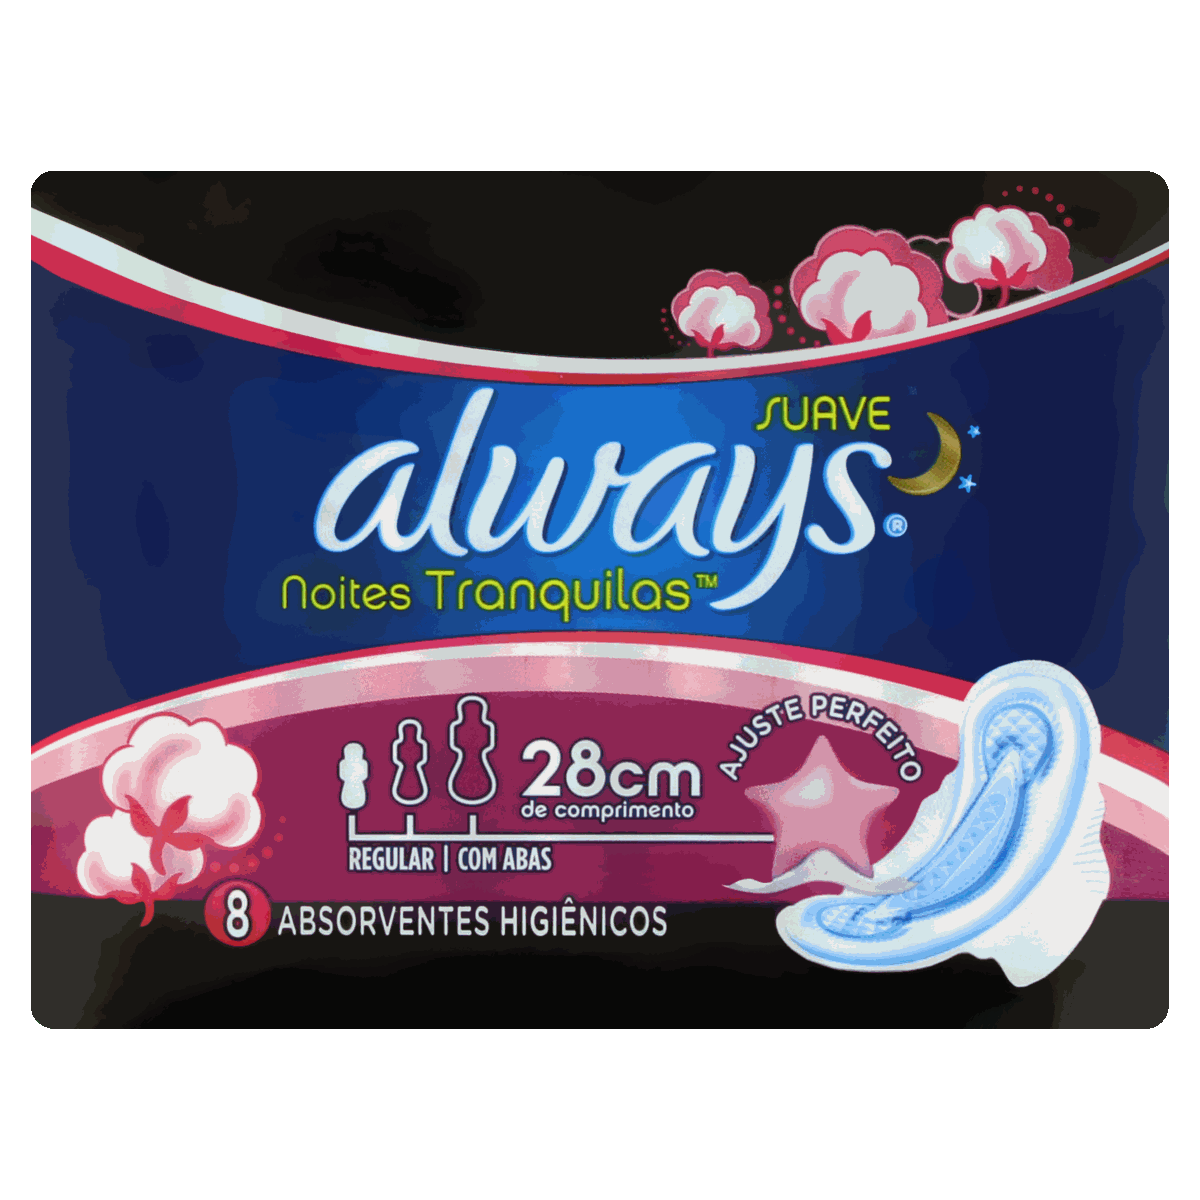 SUAVE
always®
Noites Tranquilas™
AJUSTE PERFEITO
28cm
de comprimento
REGULAR | COM ABAS
8 ABSORVENTES HIGIÊNICOS